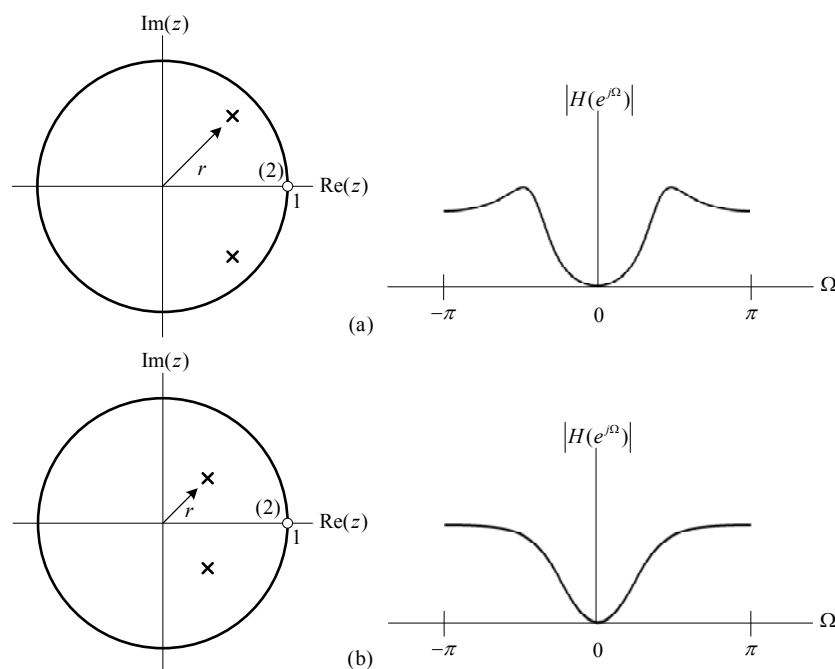 Im(z)
|H(e^{jΩ})|
r
(2)
Re(z)
1
Ω
−π
0
π
(a)
Im(z)
|H(e^{jΩ})|
r
(2)
Re(z)
1
Ω
−π
0
π
(b)